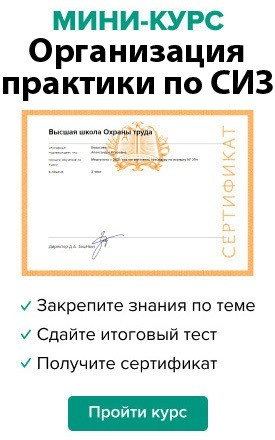 МИНИ-КУРС
Организация
практики по СИЗ
Высшая школа Охраны труда
СЕРТИФИКАТ
Закрепите знания по теме
Сдайте итоговый тест
Получите сертификат
Пройти курс